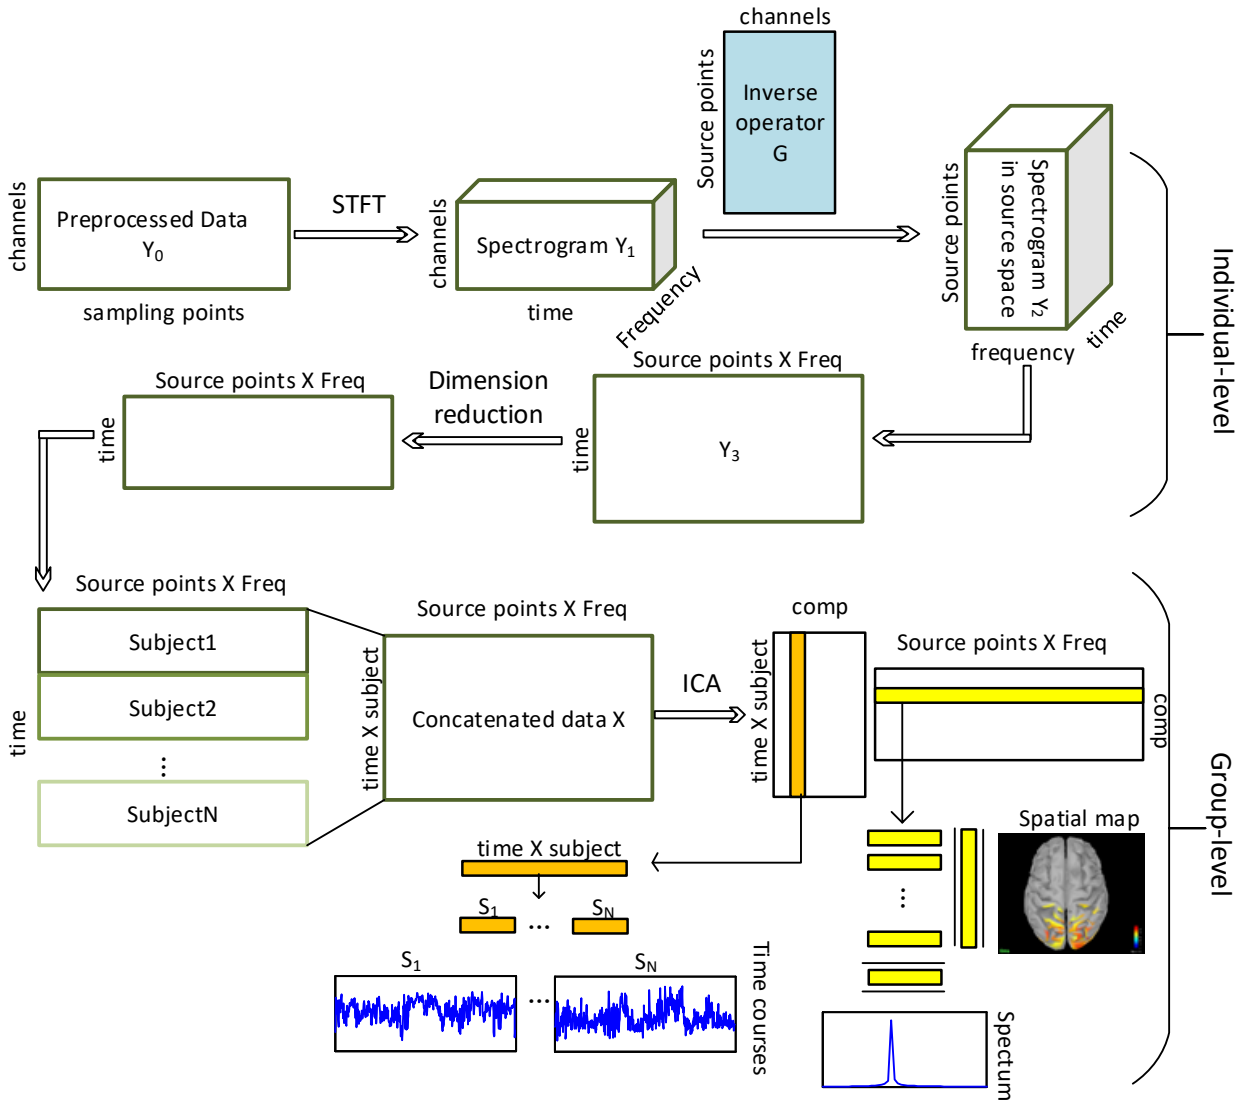 channels
Source points
Inverse
operator
G
channels
Preprocessed Data
Y0
sampling points
STFT
channels
Spectrogram Y1
time
Frequency
Source points
Spectrogram Y2
in source space
frequency
time
Individual-level
Source points X Freq
time
Dimension
reduction
Source points X Freq
time
Y3
Source points X Freq
time
Subject1
Subject2
⋮
SubjectN
Source points X Freq
time X subject
Concatenated data X
ICA
comp
time X subject
Source points X Freq
comp
Group-level
time X subject
S1 ... SN
S1 ... SN
Time courses
⋮
Spatial map
Spectum